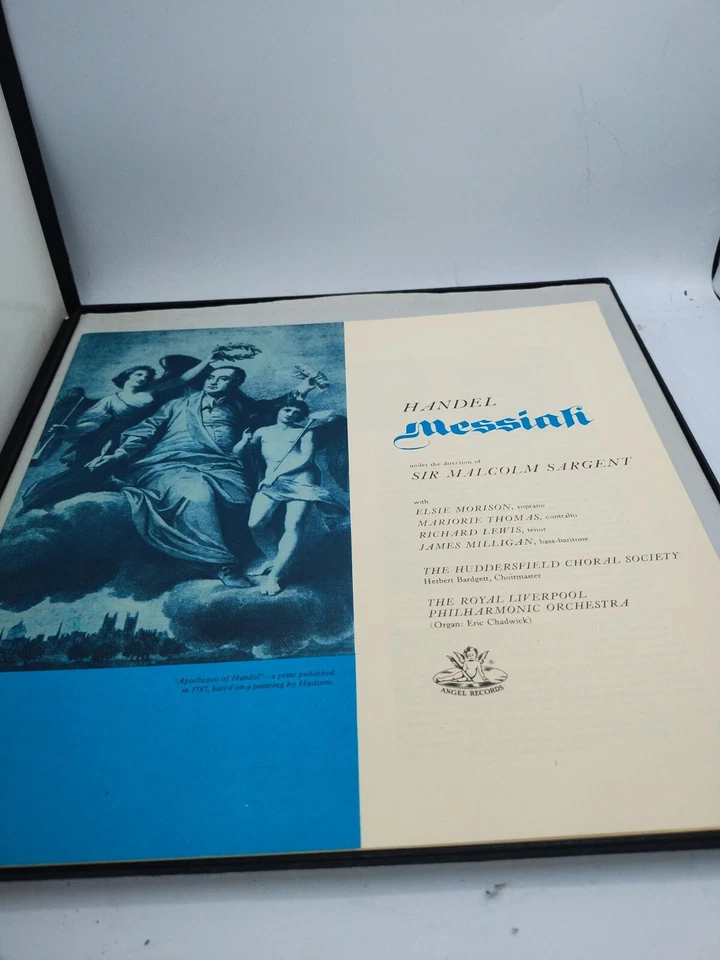 "Apotheosis of Handel"—a print published
in 1787, based on a painting by Hudson.
HANDEL
Messiah
under the direction of
SIR MALCOLM SARGENT
with
ELSIE MORISON, soprano
MARJORIE THOMAS, contralto
RICHARD LEWIS, tenor
JAMES MILLIGAN, bass-baritone
THE HUDDERSFIELD CHORAL SOCIETY
Herbert Bardgett, Choirmaster
THE ROYAL LIVERPOOL
PHILHARMONIC ORCHESTRA
(Organ: Eric Chadwick)
ANGEL RECORDS